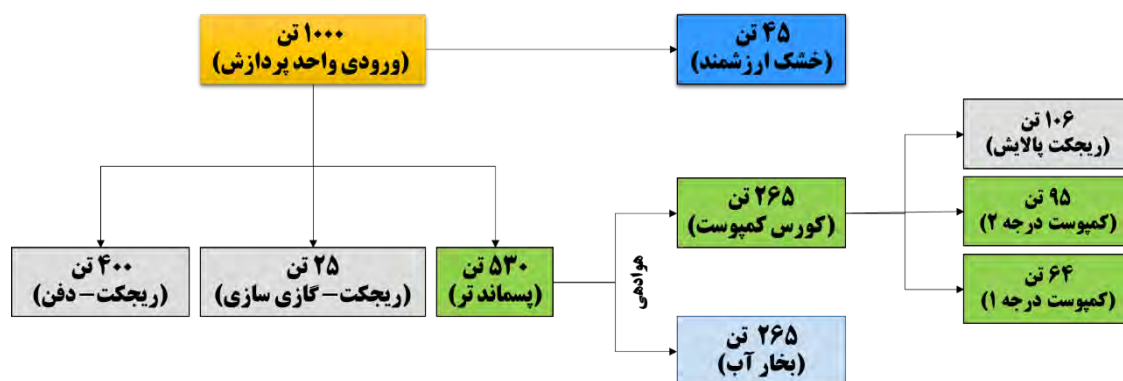 ۱۰۰۰ تن
(ورودی واحد پردازش)
۴۵ تن
(خشک ارزشمند)
۱۰۶ تن
(ریجکت پالایش)
۲۶۵ تن
(کورس کمپوست)
۹۵ تن
(کمپوست درجه ۲)
۶۴ تن
(کمپوست درجه ۱)
هوادهی
۵۳۰ تن
(پسماند تر)
۲۵ تن
(ریجکت- گازی سازی)
۴۰۰ تن
(ریجکت- دفن)
۲۶۵ تن
(بخار آب)